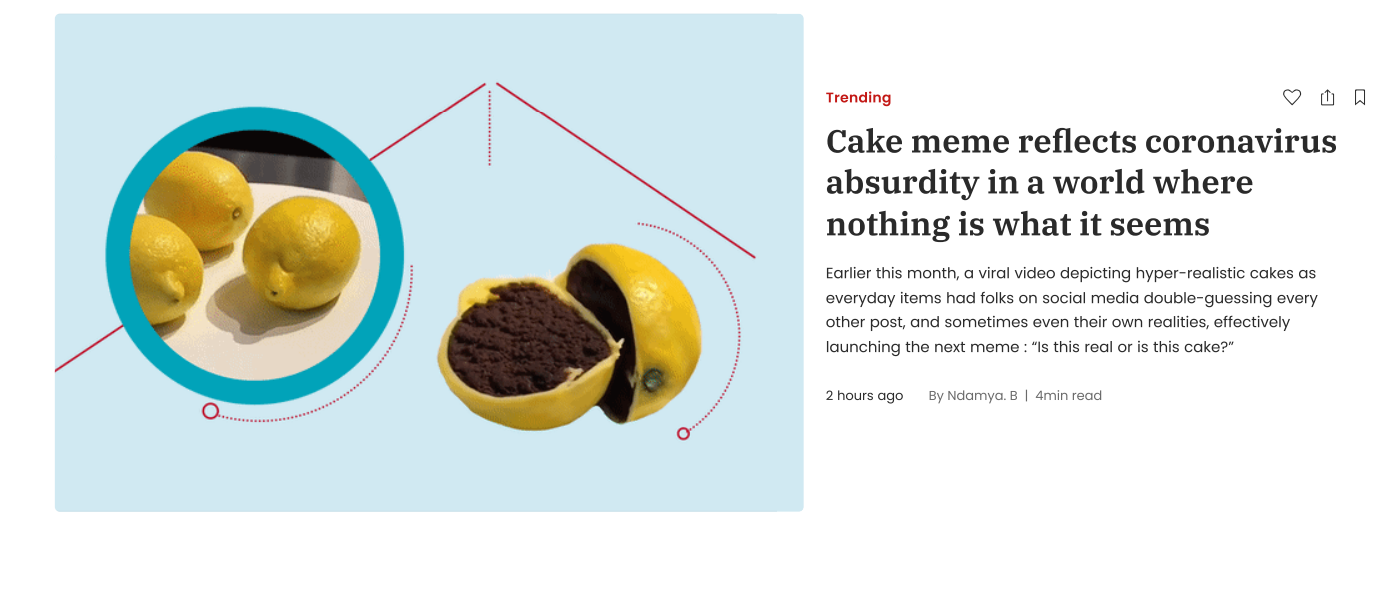 Trending
Cake meme reflects coronavirus
absurdity in a world where
nothing is what it seems
Earlier this month, a viral video depicting hyper-realistic cakes as
everyday items had folks on social media double-guessing every
other post, and sometimes even their own realities, effectively
launching the next meme : “Is this real or is this cake?”
2 hours ago By Ndamya. B | 4min read